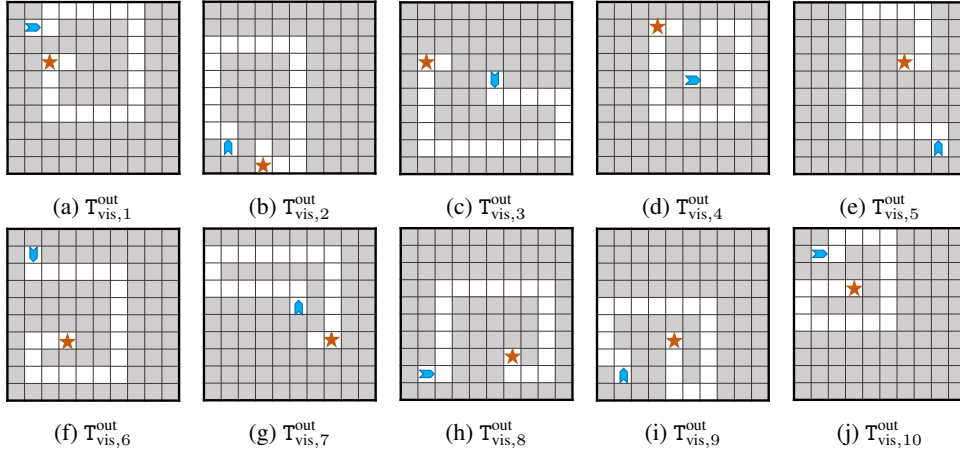 (a) T^out_vis,1
(b) T^out_vis,2
(c) T^out_vis,3
(d) T^out_vis,4
(e) T^out_vis,5
(f) T^out_vis,6
(g) T^out_vis,7
(h) T^out_vis,8
(i) T^out_vis,9
(j) T^out_vis,10